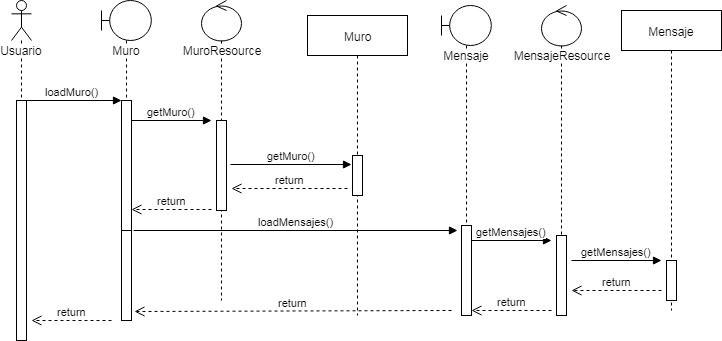 Usuario
Muro
MuroResource
Muro
Mensaje
MensajeResource
Mensaje
loadMuro()
getMuro()
getMuro()
return
return
loadMensajes()
getMensajes()
getMensajes()
return
return
return
return